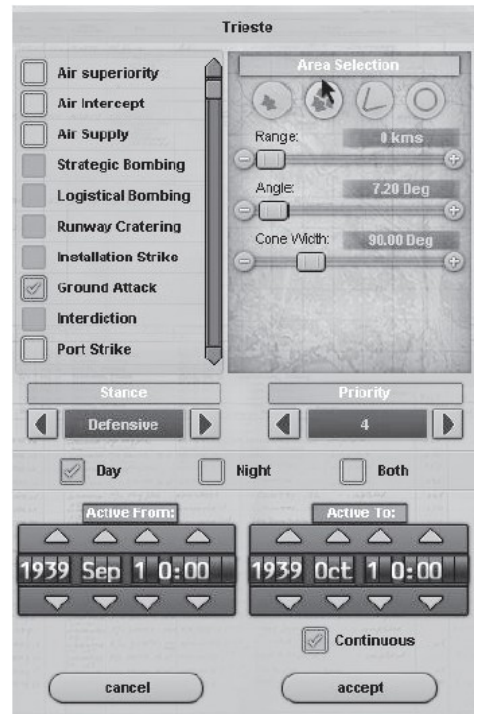 Trieste
Air superiority
Air Intercept
Air Supply
Strategic Bombing
Logistical Bombing
Runway Cratering
Installation Strike
Ground Attack
Interdiction
Port Strike
Area Selection
Range: 0 kms
Angle: 7.20 Deg
Cone Width: 90.00 Deg
Stance
Defensive
Priority
4
Day Night Both
Active From:
1939 Sep 1 0:00
Active To:
1939 Oct 1 0:00
Continuous
cancel accept